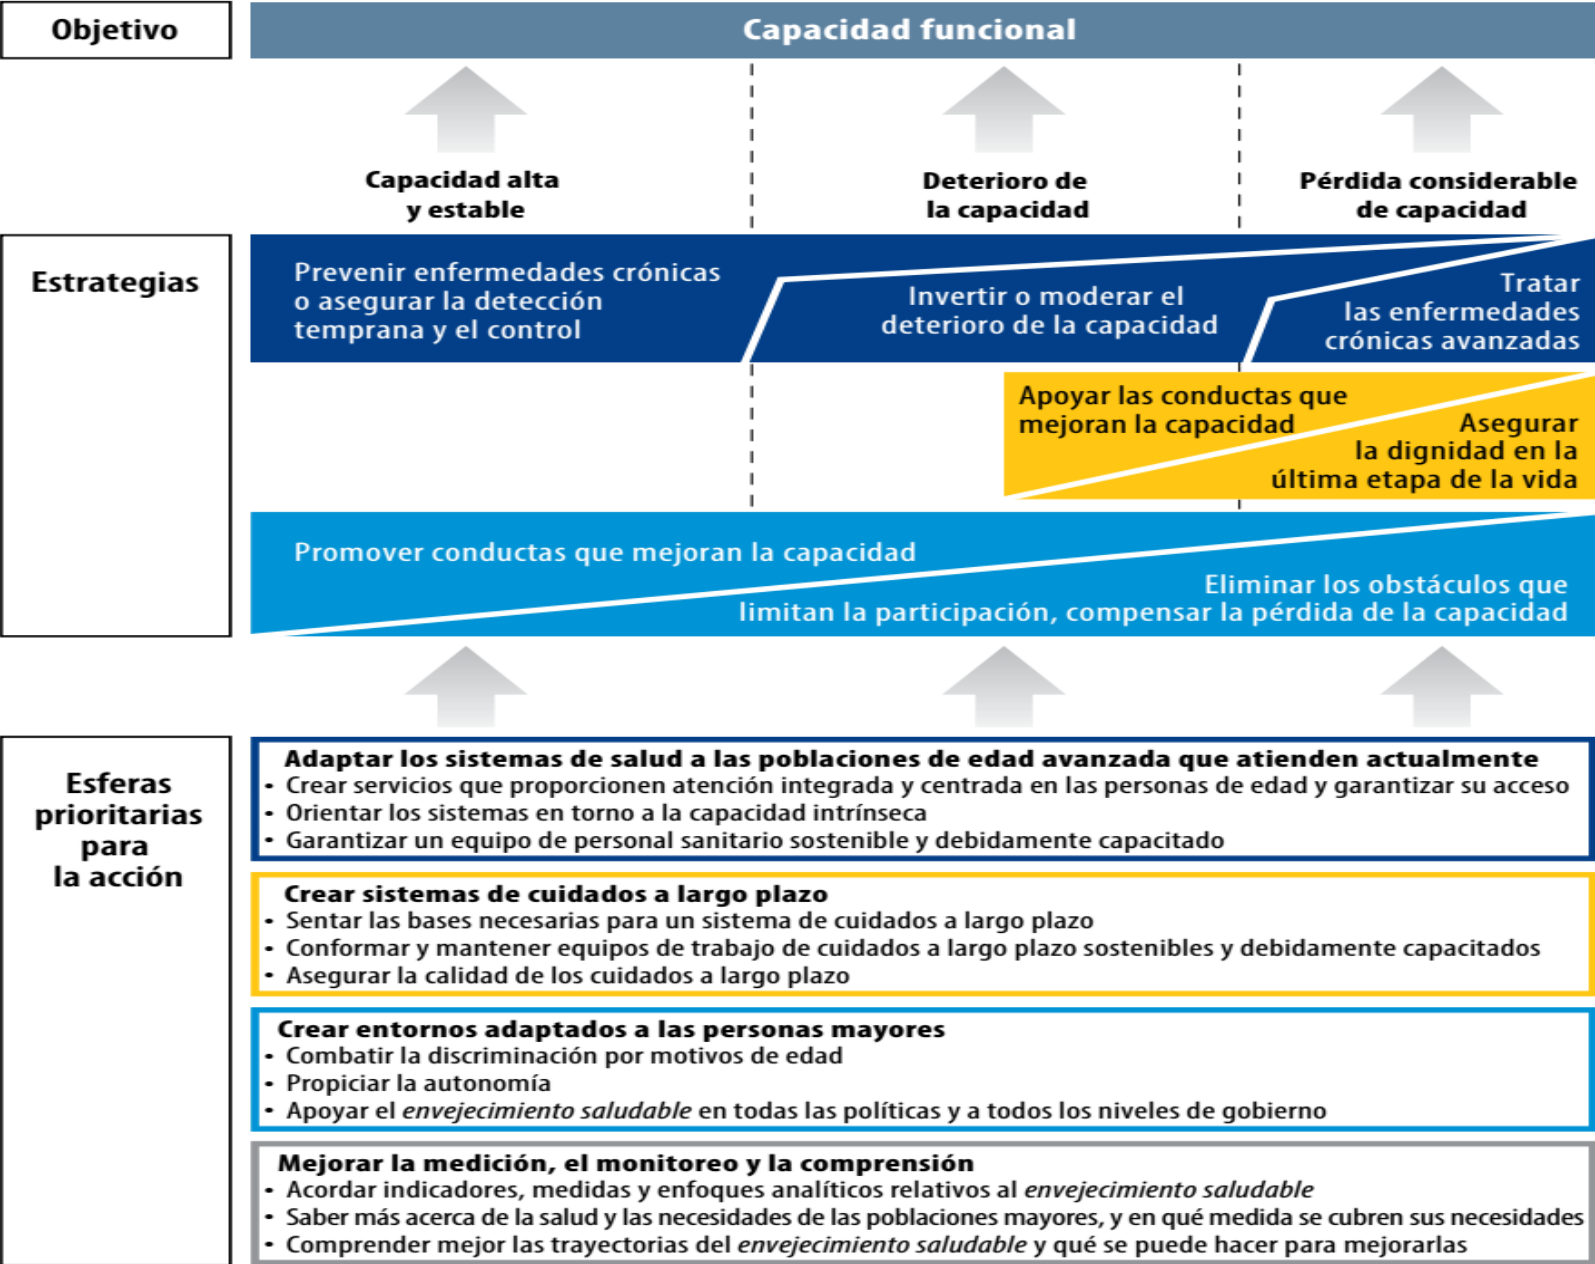 Objetivo
Capacidad funcional
Capacidad alta
y estable
Deterioro de
la capacidad
Pérdida considerable
de capacidad
Estrategias
Prevenir enfermedades crónicas
o asegurar la detección
temprana y el control
Invertir o moderar el
deterioro de la capacidad
Tratar
las enfermedades
crónicas avanzadas
Apoyar las conductas que
mejoran la capacidad
Asegurar
la dignidad en la
última etapa de la vida
Promover conductas que mejoran la capacidad
Eliminar los obstáculos que
limitan la participación, compensar la pérdida de la capacidad
Esferas
prioritarias
para
la acción
Adaptar los sistemas de salud a las poblaciones de edad avanzada que atienden actualmente
• Crear servicios que proporcionen atención integrada y centrada en las personas de edad y garantizar su acceso
• Orientar los sistemas en torno a la capacidad intrínseca
• Garantizar un equipo de personal sanitario sostenible y debidamente capacitado
Crear sistemas de cuidados a largo plazo
• Sentar las bases necesarias para un sistema de cuidados a largo plazo
• Conformar y mantener equipos de trabajo de cuidados a largo plazo sostenibles y debidamente capacitados
• Asegurar la calidad de los cuidados a largo plazo
Crear entornos adaptados a las personas mayores
• Combatir la discriminación por motivos de edad
• Propiciar la autonomía
• Apoyar el envejecimiento saludable en todas las políticas y a todos los niveles de gobierno
Mejorar la medición, el monitoreo y la comprensión
• Acordar indicadores, medidas y enfoques analíticos relativos al envejecimiento saludable
• Saber más acerca de la salud y las necesidades de las poblaciones mayores, y en qué medida se cubren sus necesidades
• Comprender mejor las trayectorias del envejecimiento saludable y qué se puede hacer para mejorarlas